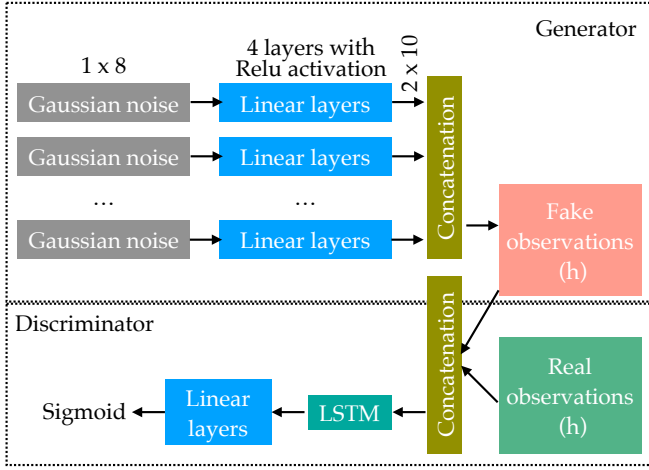 Generator
4 layers with
Relu activation
1 x 8
2 x 10
Gaussian noise
Linear layers
Concatenation
Gaussian noise
Linear layers
...
...
Gaussian noise
Linear layers
Fake
observations
(h)
Discriminator
Concatenation
Real
observations
(h)
Sigmoid
Linear
layers
LSTM